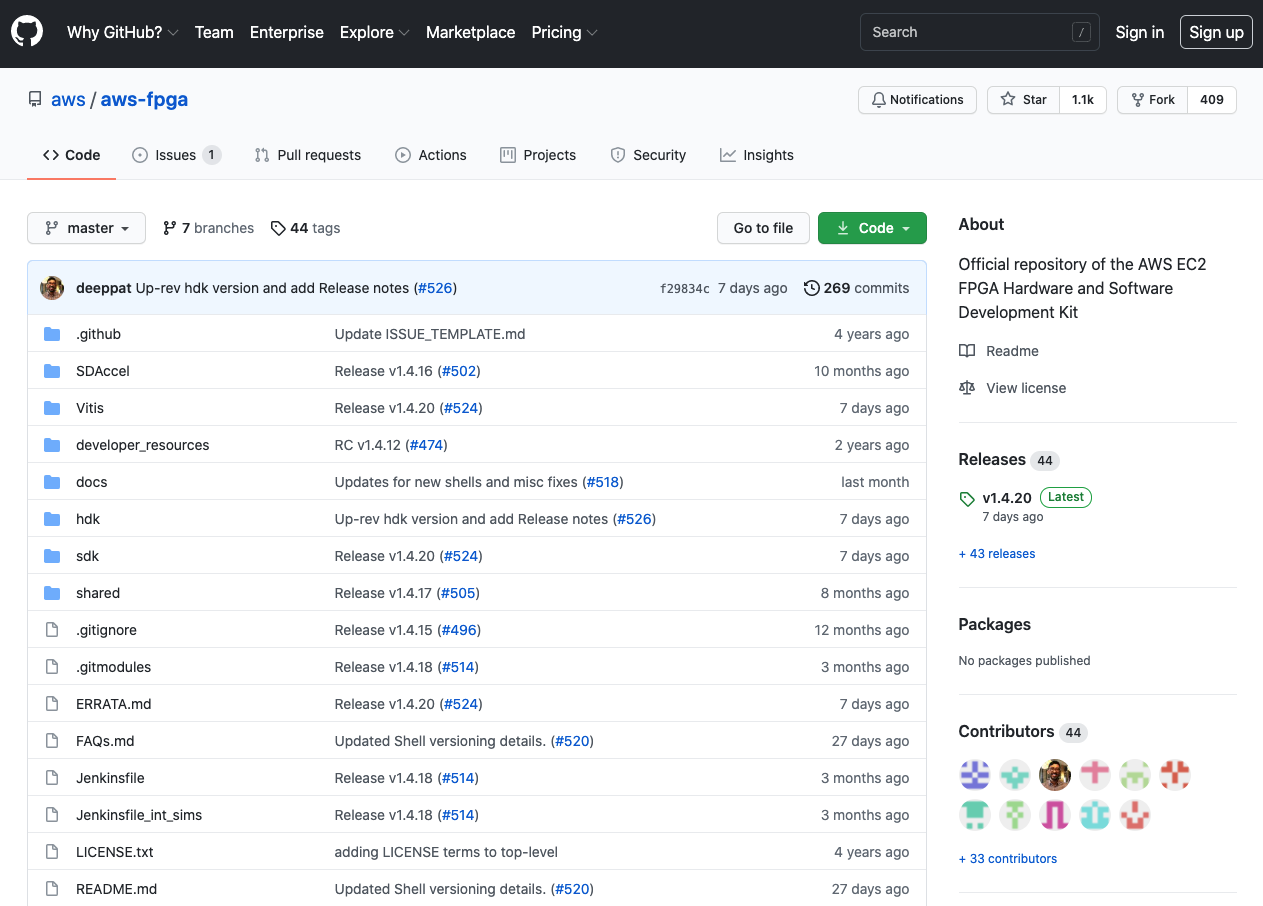 Why GitHub? Team Enterprise Explore Marketplace Pricing Search / Sign in Sign up
aws / aws-fpga Notifications Star 1.1k Fork 409
Code Issues 1 Pull requests Actions Projects Security Insights
master 7 branches 44 tags Go to file Code
deeppat Up-rev hdk version and add Release notes (#526) f29834c 7 days ago 269 commits
.github Update ISSUE_TEMPLATE.md 4 years ago
SDAccel Release v1.4.16 (#502) 10 months ago
Vitis Release v1.4.20 (#524) 7 days ago
developer_resources RC v1.4.12 (#474) 2 years ago
docs Updates for new shells and misc fixes (#518) last month
hdk Up-rev hdk version and add Release notes (#526) 7 days ago
sdk Release v1.4.20 (#524) 7 days ago
shared Release v1.4.17 (#505) 8 months ago
.gitignore Release v1.4.15 (#496) 12 months ago
.gitmodules Release v1.4.18 (#514) 3 months ago
ERRATA.md Release v1.4.20 (#524) 7 days ago
FAQs.md Updated Shell versioning details. (#520) 27 days ago
Jenkinsfile Release v1.4.18 (#514) 3 months ago
Jenkinsfile_int_sims Release v1.4.18 (#514) 3 months ago
LICENSE.txt adding LICENSE terms to top-level 4 years ago
README.md Updated Shell versioning details. (#520) 27 days ago
About
Official repository of the AWS EC2
FPGA Hardware and Software
Development Kit
Readme
View license
Releases 44
v1.4.20 Latest
7 days ago
+ 43 releases
Packages
No packages published
Contributors 44
+ 33 contributors